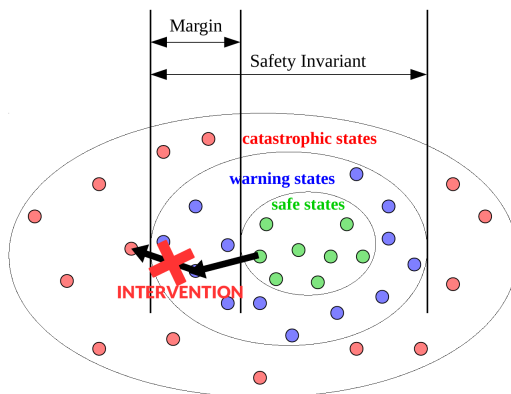 Margin
Safety Invariant
catastrophic states
warning states
safe states
INTERVENTION